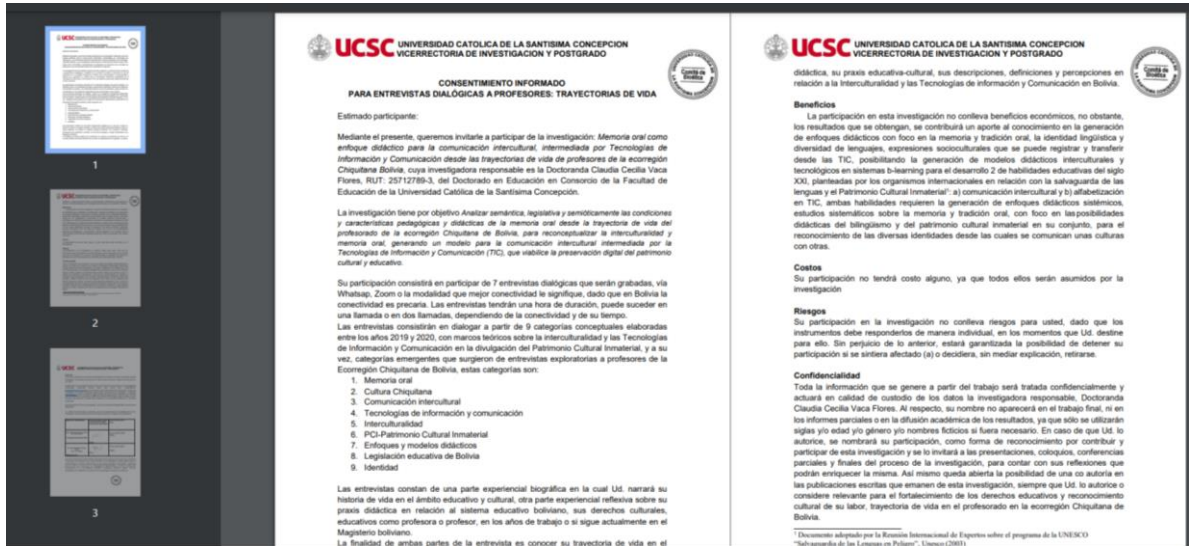 UCSC UNIVERSIDAD CATOLICA DE LA SANTISIMA CONCEPCION
VICERRECTORIA DE INVESTIGACION Y POSTGRADO
CONSENTIMIENTO INFORMADO
PARA ENTREVISTAS DIALÓGICAS A PROFESORES: TRAYECTORIAS DE VIDA
Estimado participante:
Mediante el presente, queremos invitarle a participar de la investigación: Memoria oral como
enfoque didáctico para la comunicación intercultural, intermediada por Tecnologías de
Información y Comunicación desde las trayectorias de vida de profesores de la ecorregión
Chiquitana Bolivia, cuya investigadora responsable es la Doctoranda Claudia Cecilia Vaca
Flores, RUT: 25712789-3, del Doctorado en Educación en Consorcio de la Facultad de
Educación de la Universidad Católica de la Santísima Concepción.
La investigación tiene por objetivo Analizar semántica, legislativa y semióticamente las condiciones
y características pedagógicas y didácticas de la memoria oral desde la trayectoria de vida del
profesorado de la ecorregión Chiquitana de Bolivia, para reconceptualizar la interculturalidad y
memoria oral, generando un modelo para la comunicación intercultural intermediada por la
Tecnologías de Información y Comunicación (TIC), que viabilice la preservación digital del patrimonio
cultural y educativo.
Su participación consistirá en participar de 7 entrevistas dialógicas que serán grabadas, vía
Whatsap, Zoom o la modalidad que mejor conectividad le signifique, dado que en Bolivia la
conectividad es precaria. Las entrevistas tendrán una hora de duración, puede suceder en
una llamada o en dos llamadas, dependiendo de la conectividad y de su tiempo.
Las entrevistas consistirán en dialogar a partir de 9 categorías conceptuales elaboradas
entre los años 2019 y 2020, con marcos teóricos sobre la interculturalidad y las Tecnologías
de Información y Comunicación en la divulgación del Patrimonio Cultural Inmaterial, y a su
vez, categorías emergentes que surgieron de entrevistas exploratorias a profesores de la
Ecorregión Chiquitana de Bolivia, estas categorías son:
1. Memoria oral
2. Cultura Chiquitana
3. Comunicación intercultural
4. Tecnologías de información y comunicación
5. Interculturalidad
6. PCI-Patrimonio Cultural Inmaterial
7. Enfoques y modelos didácticos
8. Legislación educativa de Bolivia
9. Identidad
Las entrevistas constan de una parte experiencial biográfica en la cual Ud. narrará su
historia de vida en el ámbito educativo y cultural, otra parte experiencial reflexiva sobre su
praxis didáctica en relación al sistema educativo boliviano, sus derechos culturales,
educativos como profesora o profesor, en los años de trabajo o si sigue actualmente en el
Magisterio boliviano.
La finalidad de ambas partes de la entrevista es conocer su trayectoria de vida en el
UCSC UNIVERSIDAD CATOLICA DE LA SANTISIMA CONCEPCION
VICERRECTORIA DE INVESTIGACION Y POSTGRADO
didáctica, su praxis educativa-cultural, sus descripciones, definiciones y percepciones en
relación a la Interculturalidad y las Tecnologías de información y Comunicación en Bolivia.
Beneficios
La participación en esta investigación no conlleva beneficios económicos, no obstante,
los resultados que se obtengan, se contribuirá un aporte al conocimiento en la generación
de enfoques didácticos con foco en la memoria y tradición oral, la identidad lingüística y
diversidad de lenguajes, expresiones socioculturales que se puede registrar y transferir
desde las TIC, posibilitando la generación de modelos didácticos interculturales y
tecnológicos en sistemas b-learning para el desarrollo 2 de habilidades educativas del siglo
XXI, planteadas por los organismos internacionales en relación con la salvaguarda de las
lenguas y el Patrimonio Cultural Inmaterial¹: a) comunicación intercultural y b) alfabetización
en TIC, ambas habilidades requieren la generación de enfoques didácticos sistémicos,
estudios sistemáticos sobre la memoria y tradición oral, con foco en lasposibilidades
didácticas del bilingüismo y del patrimonio cultural inmaterial en su conjunto, para el
reconocimiento de las diversas identidades desde las cuales se comunican unas culturas
con otras.
Costos
Su participación no tendrá costo alguno, ya que todos ellos serán asumidos por la
investigación
Riesgos
Su participación en la investigación no conlleva riesgos para usted, dado que los
instrumentos debe responderlos de manera individual, en los momentos que Ud. destine
para ello. Sin perjuicio de lo anterior, estará garantizada la posibilidad de detener su
participación si se sintiera afectado (a) o decidiera, sin mediar explicación, retirarse.
Confidencialidad
Toda la información que se genere a partir del trabajo será tratada confidencialmente y
actuará en calidad de custodio de los datos la investigadora responsable, Doctoranda
Claudia Cecilia Vaca Flores. Al respecto, su nombre no aparecerá en el trabajo final, ni en
los informes parciales o en la difusión académica de los resultados, ya que sólo se utilizarán
siglas y/o edad y/o género y/o nombres ficticios si fuera necesario. En caso de que Ud. lo
autorice, se nombrará su participación, como forma de reconocimiento por contribuir y
participar de esta investigación y se lo invitará a las presentaciones, coloquios, conferencias
parciales y finales del proceso de la investigación, para contar con sus reflexiones que
podrán enriquecer la misma. Así mismo queda abierta la posibilidad de una co autoría en
las publicaciones escritas que emanen de esta investigación, siempre que Ud. lo autorice o
considere relevante para el fortalecimiento de los derechos educativos y reconocimiento
cultural de su labor, trayectoria de vida en el profesorado en la ecorregión Chiquitana de
Bolivia.
¹ Documento adoptado por la Reunión Internacional de Expertos sobre el programa de la UNESCO
"Salvaguardia de las Lenguas en Peligro", Unesco (2003)
Comité de
Bioética
1
2
3